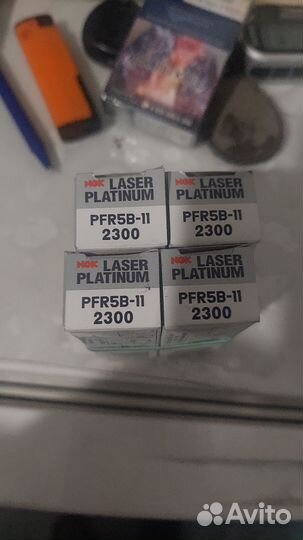 NGK LASER
PLATINUM
PFR5B-11
2300
NGK LASER
PLATINUM
PFR5B-11
2300
NGK LASER
PLATINUM
PFR5B-11
2300
NGK LASER
PLATINUM
PFR5B-11
2300
Avito